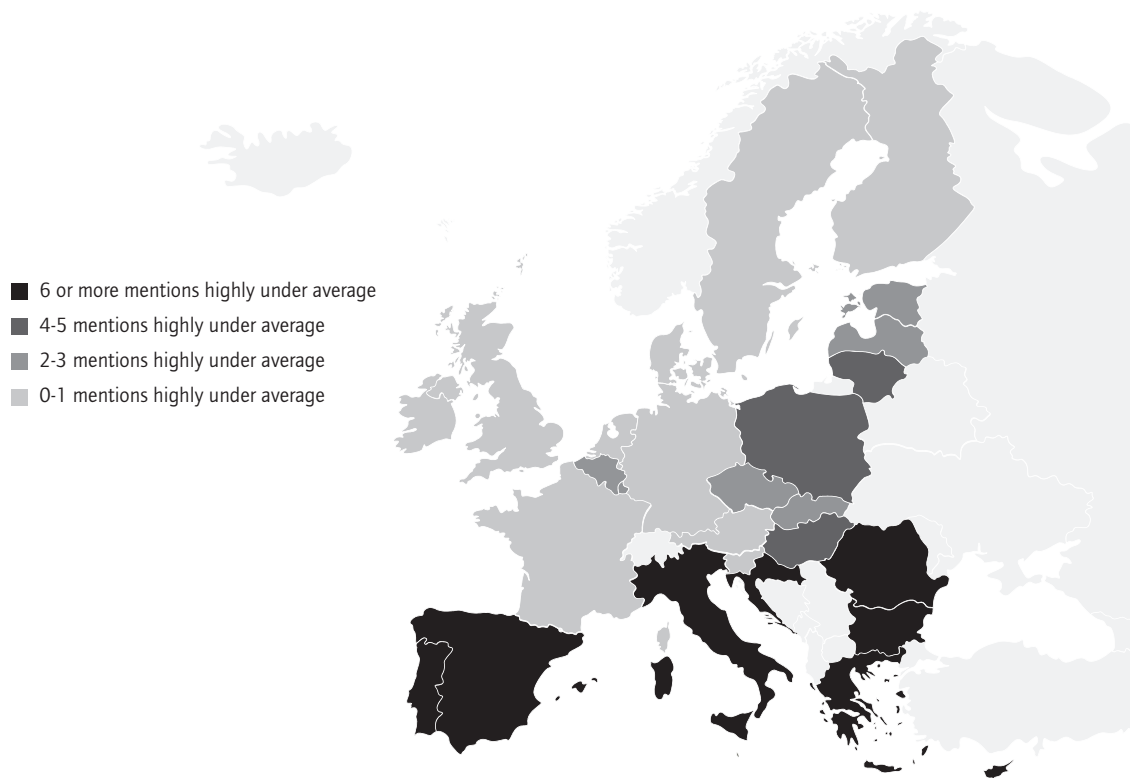 6 or more mentions highly under average
4-5 mentions highly under average
2-3 mentions highly under average
0-1 mentions highly under average